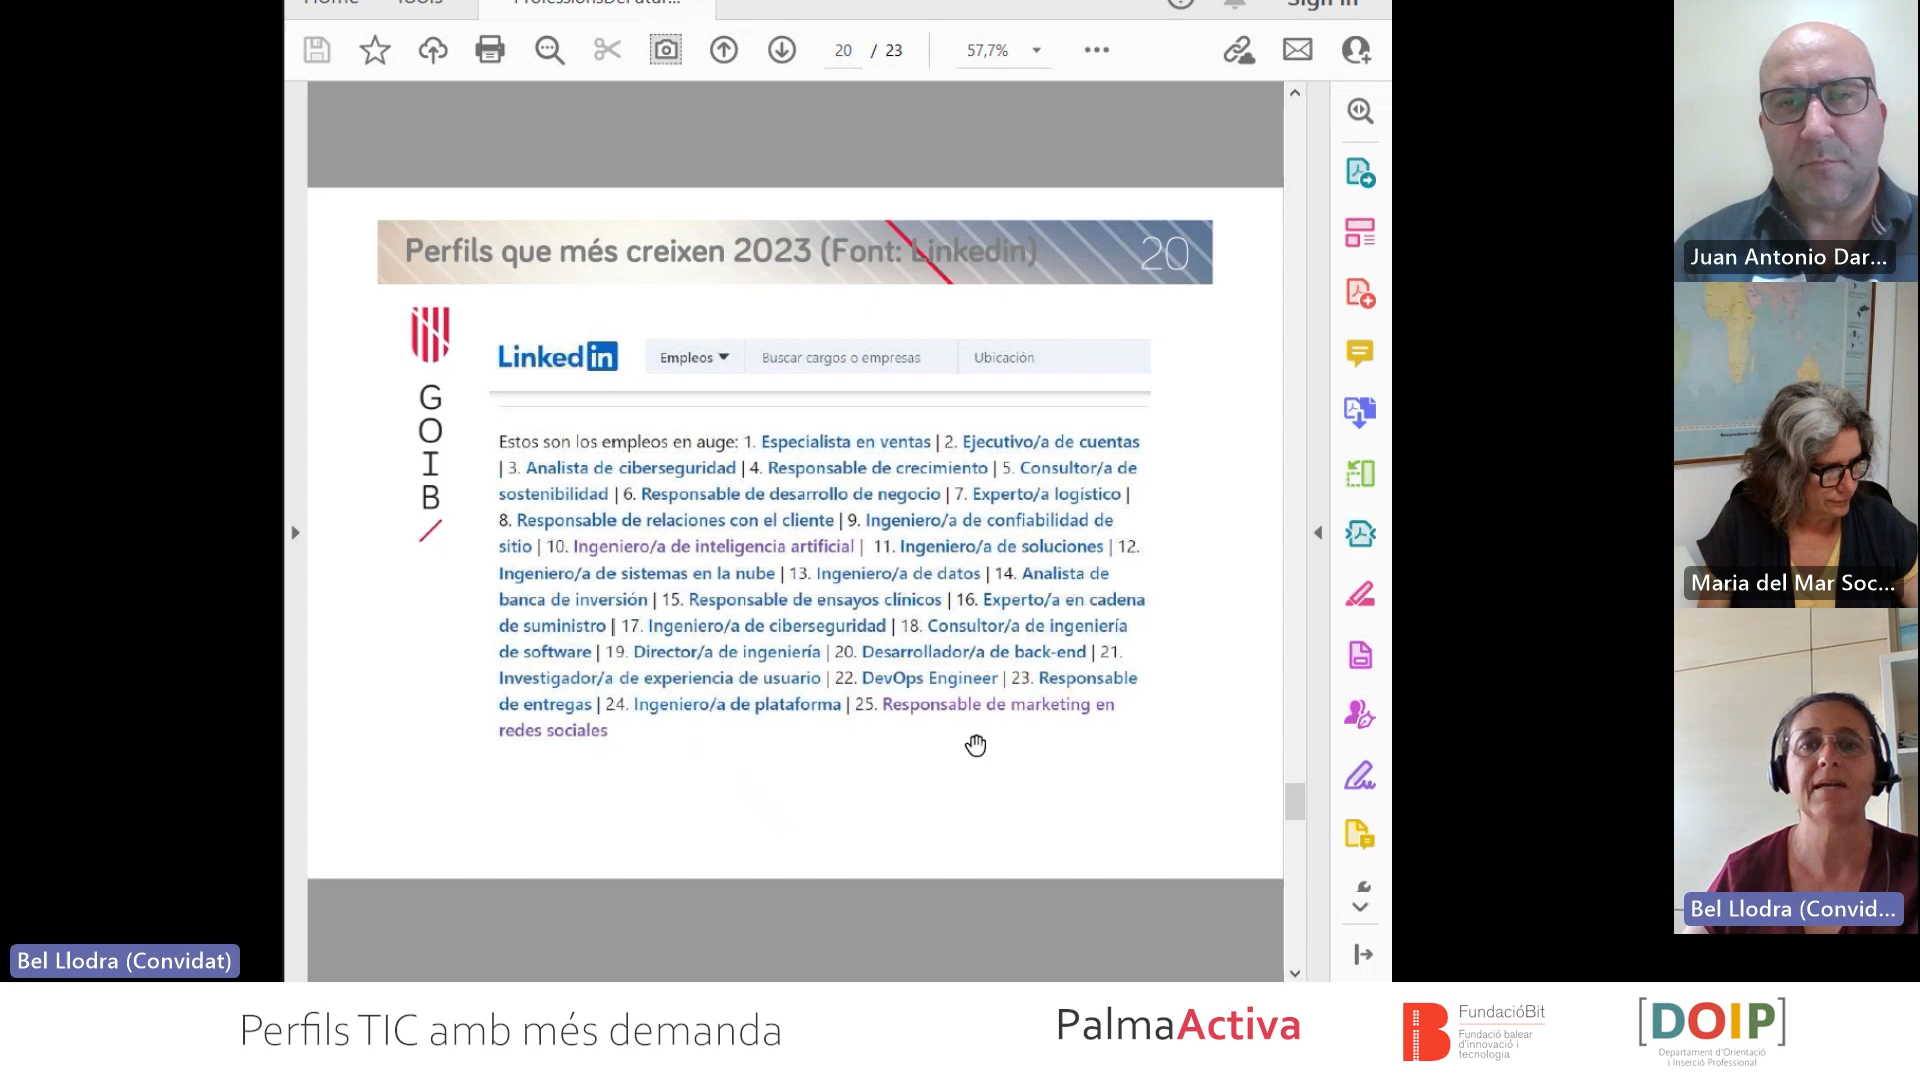 Home
Tools
ProfessionsDeFutur...
Sign In
20 / 23
57,7%
Perfils que més creixen 2023 (Font: Linkedin)
20
GOIB
Linkedin
Empleos
Buscar cargos o empresas
Ubicación
Estos son los empleos en auge: 1. Especialista en ventas | 2. Ejecutivo/a de cuentas
| 3. Analista de ciberseguridad | 4. Responsable de crecimiento | 5. Consultor/a de
sostenibilidad | 6. Responsable de desarrollo de negocio | 7. Experto/a logístico |
8. Responsable de relaciones con el cliente | 9. Ingeniero/a de confiabilidad de
sitio | 10. Ingeniero/a de inteligencia artificial | 11. Ingeniero/a de soluciones | 12.
Ingeniero/a de sistemas en la nube | 13. Ingeniero/a de datos | 14. Analista de
banca de inversión | 15. Responsable de ensayos clínicos | 16. Experto/a en cadena
de suministro | 17. Ingeniero/a de ciberseguridad | 18. Consultor/a de ingeniería
de software | 19. Director/a de ingeniería | 20. Desarrollador/a de back-end | 21.
Investigador/a de experiencia de usuario | 22. DevOps Engineer | 23. Responsable
de entregas | 24. Ingeniero/a de plataforma | 25. Responsable de marketing en
redes sociales
Juan Antonio Dar...
Maria del Mar Soc...
Bel Llodra (Convid...
Bel Llodra (Convidat)
Perfils TIC amb més demanda
PalmaActiva
FundacióBit
Fundació balear
d'innovació i
tecnologia
[DOIP]
Departament d'Orientació
i Inserció Professional